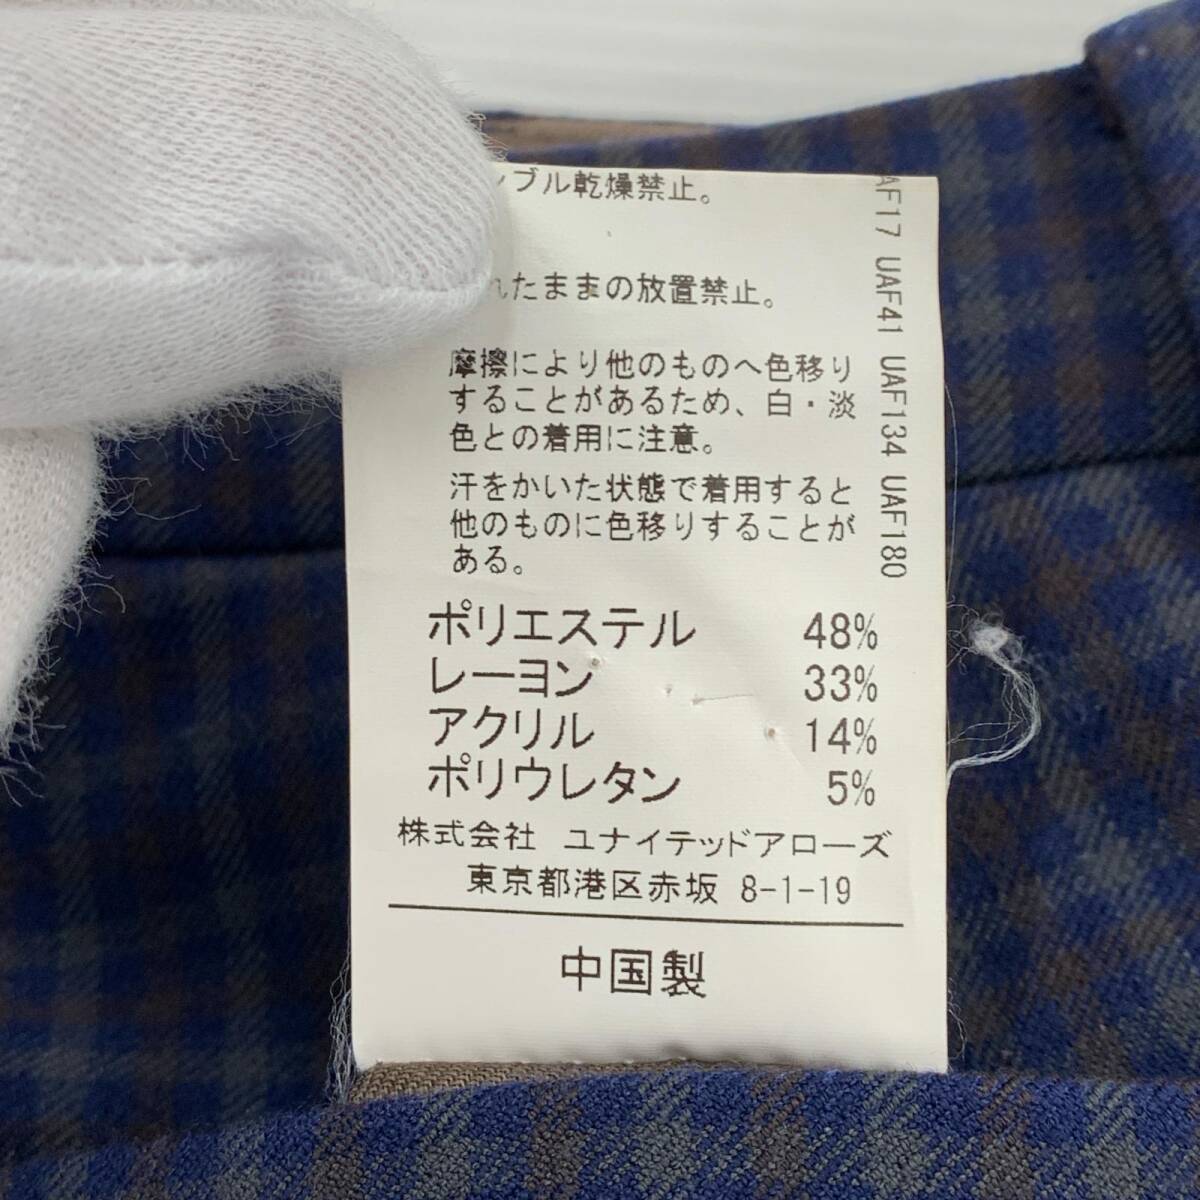 ンブル乾燥禁止。
れたままの放置禁止。
摩擦により他のものへ色移り
することがあるため、白・淡
色との着用に注意。
汗をかいた状態で着用すると
他のものに色移りすることが
ある。
ポリエステル 48%
レーヨン 33%
アクリル 14%
ポリウレタン 5%
株式会社 ユナイテッドアローズ
東京都港区赤坂 8-1-19
中国製
AF17 UAF41 UAF134 UAF180